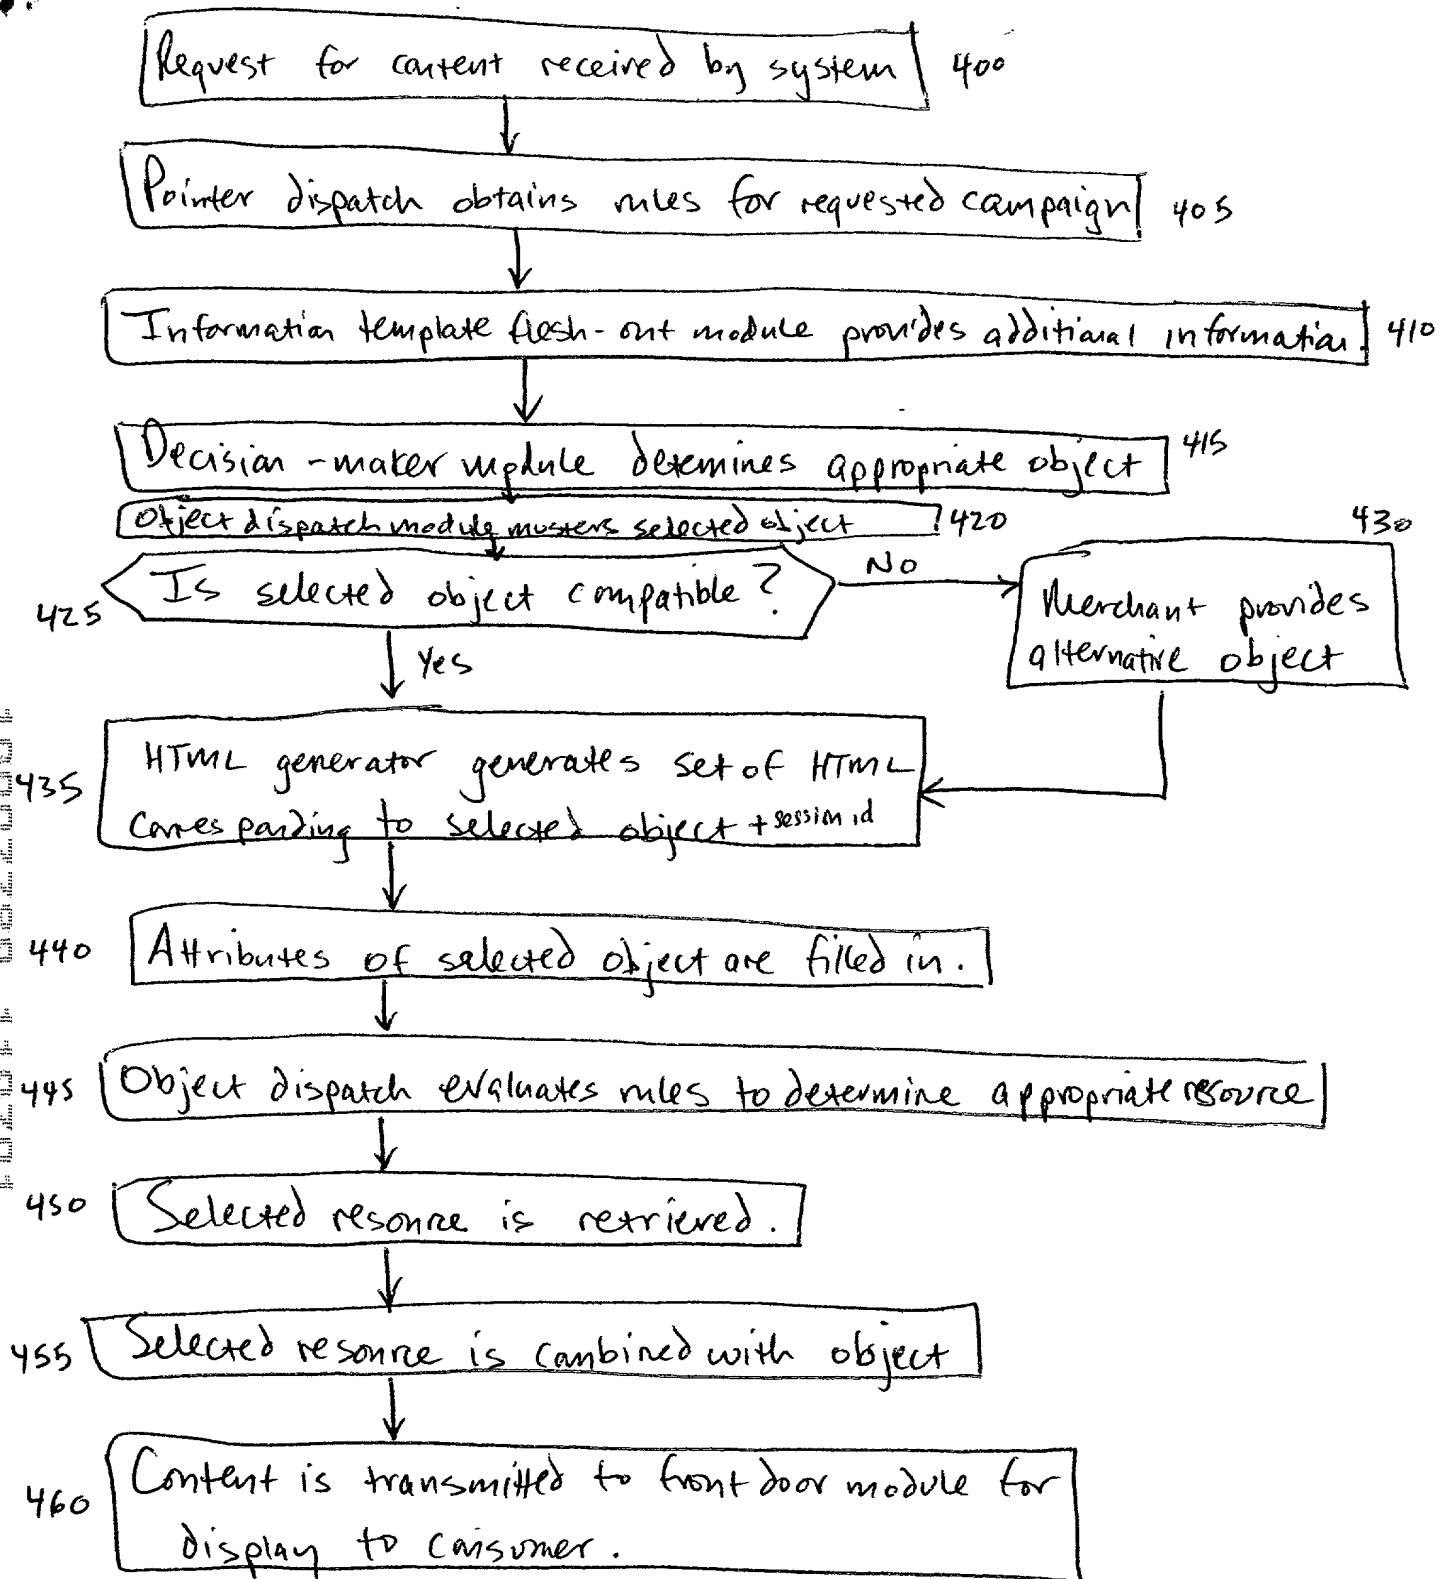 Request for content received by system 400
Pointer dispatch obtains rules for requested campaign 405
Information template flesh-out module provides additional information. 410
Decision-maker module determines appropriate object 415
Object dispatch module musters selected object 420
430
Is selected object compatible?
No
425
Merchant provides
alternative object
Yes
HTML generator generates set of HTML
435
corresponding to selected object + session id
440 Attributes of selected object are filled in.
445 Object dispatch evaluates rules to determine appropriate resource
450 Selected resource is retrieved.
455 Selected resource is combined with object
Content is transmitted to front door module for
460
display to consumer.